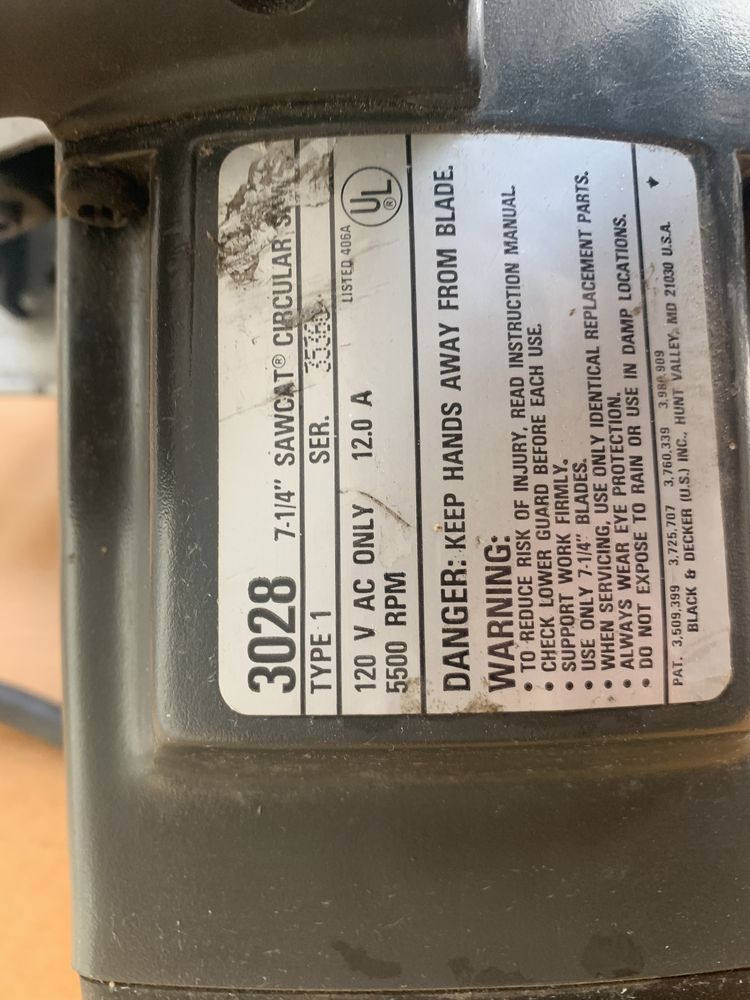 3028 7-1/4" SAWCAT® CIRCULAR SAW
TYPE 1 SER.
120 V AC ONLY 12.0 A LISTED 406A UL®
5500 RPM
DANGER: KEEP HANDS AWAY FROM BLADE.
WARNING:
• TO REDUCE RISK OF INJURY, READ INSTRUCTION MANUAL.
• CHECK LOWER GUARD BEFORE EACH USE.
• SUPPORT WORK FIRMLY.
• USE ONLY 7-1/4" BLADES.
• WHEN SERVICING, USE ONLY IDENTICAL REPLACEMENT PARTS.
• ALWAYS WEAR EYE PROTECTION.
• DO NOT EXPOSE TO RAIN OR USE IN DAMP LOCATIONS.
PAT. 3,509,399 3,725,707 3,760,339 3,988,909
BLACK & DECKER (U.S.) INC., HUNT VALLEY, MD 21030 U.S.A.